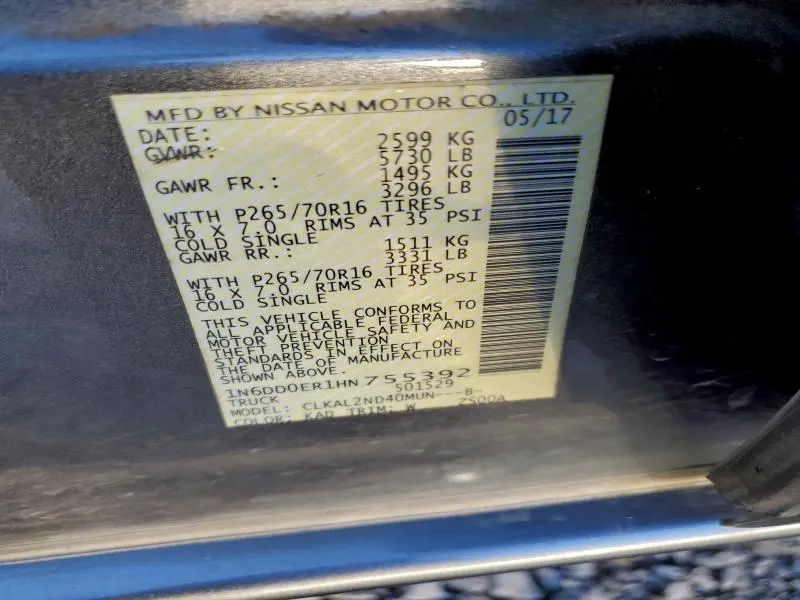 MFD BY NISSAN MOTOR CO., LTD.
DATE: 05/17
GVWR: 2599 KG
5730 LB
GAWR FR.: 1495 KG
3296 LB
WITH P265/70R16 TIRES
16 X 7.0 RIMS AT 35 PSI
COLD SINGLE
GAWR RR.: 1511 KG
3331 LB
WITH P265/70R16 TIRES
16 X 7.0 RIMS AT 35 PSI
COLD SINGLE
THIS VEHICLE CONFORMS TO
ALL APPLICABLE FEDERAL
MOTOR VEHICLE SAFETY AND
THEFT PREVENTION
STANDARDS IN EFFECT ON
THE DATE OF MANUFACTURE
SHOWN ABOVE.
1N6DD0ER1HN755392
TRUCK 501529
MODEL: CLKAL2ND40MUN---B-
COLOR: KAD TRIM: W 2500A